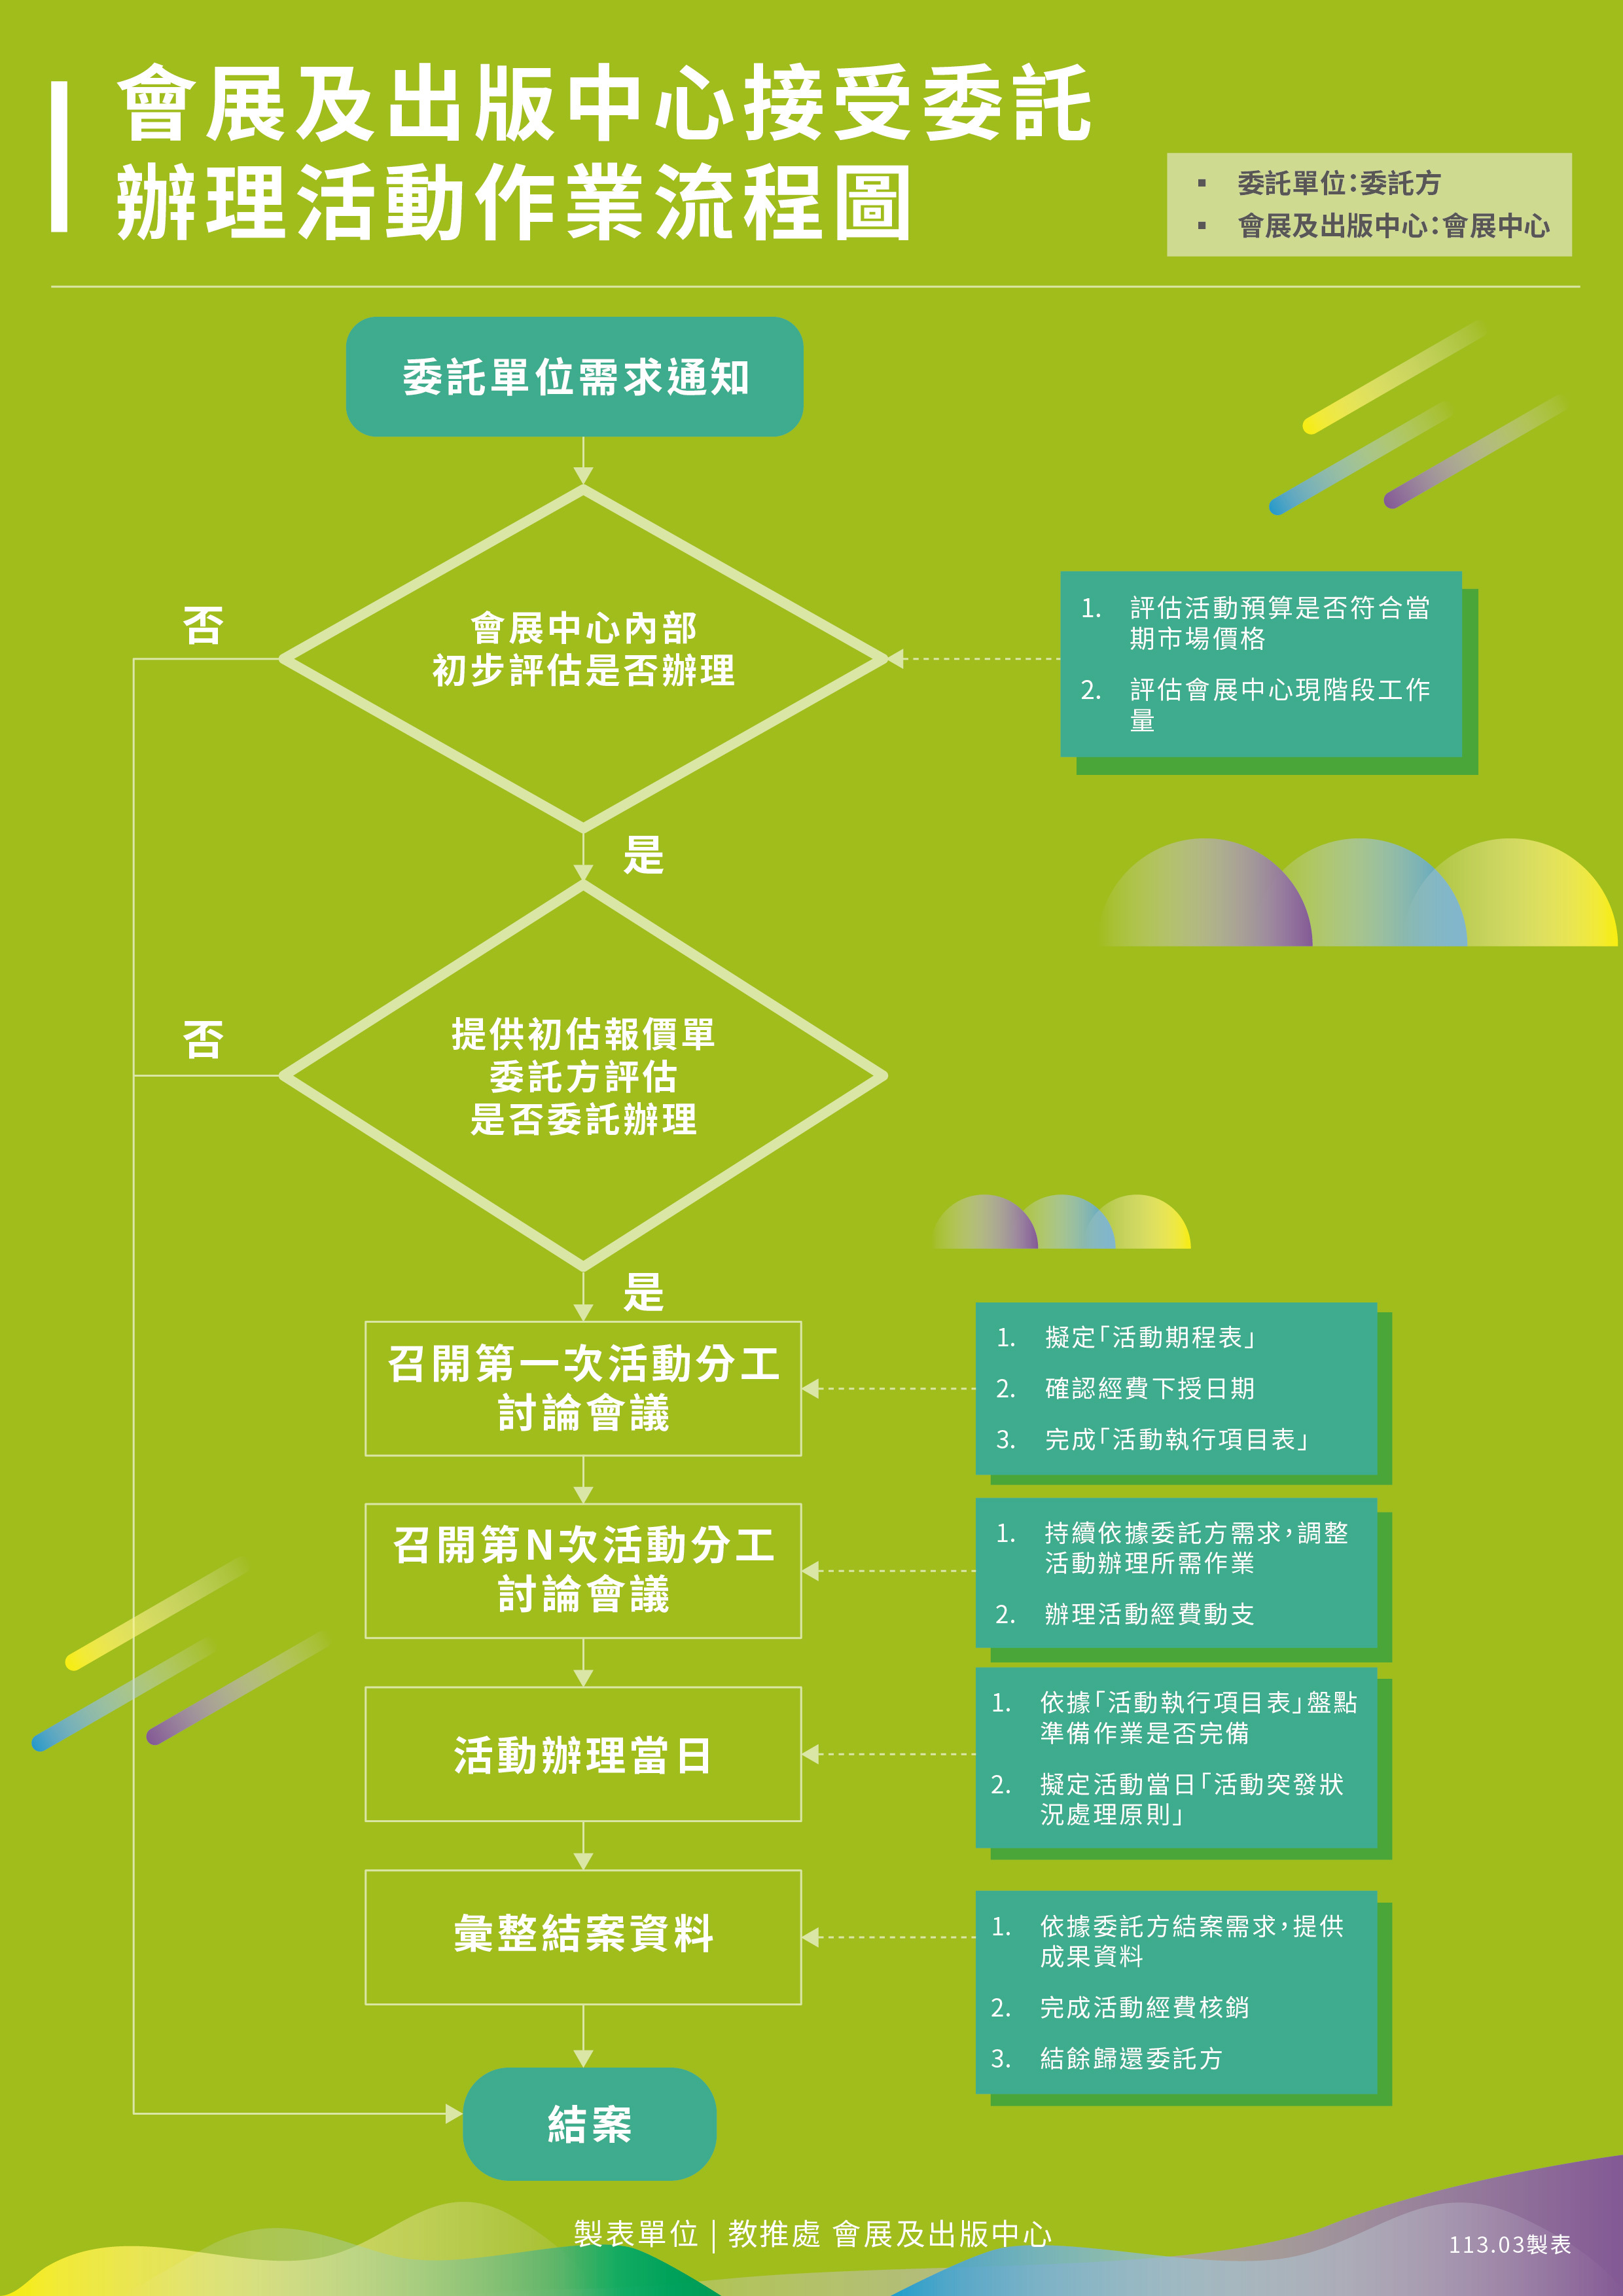 會展及出版中心接受委託
辦理活動作業流程圖
▪ 委託單位：委託方
▪ 會展及出版中心：會展中心
委託單位需求通知
會展中心內部
初步評估是否辦理
否
1. 評估活動預算是否符合當
期市場價格
2. 評估會展中心現階段工作
量
是
提供初估報價單
委託方評估
是否委託辦理
否
是
召開第一次活動分工
討論會議
1. 擬定「活動期程表」
2. 確認經費下授日期
3. 完成「活動執行項目表」
召開第N次活動分工
討論會議
1. 持續依據委託方需求，調整
活動辦理所需作業
2. 辦理活動經費動支
活動辦理當日
1. 依據「活動執行項目表」盤點
準備作業是否完備
2. 擬定活動當日「活動突發狀
況處理原則」
彙整結案資料
1. 依據委託方結案需求，提供
成果資料
2. 完成活動經費核銷
3. 結餘歸還委託方
結案
製表單位｜教推處 會展及出版中心
113.03製表